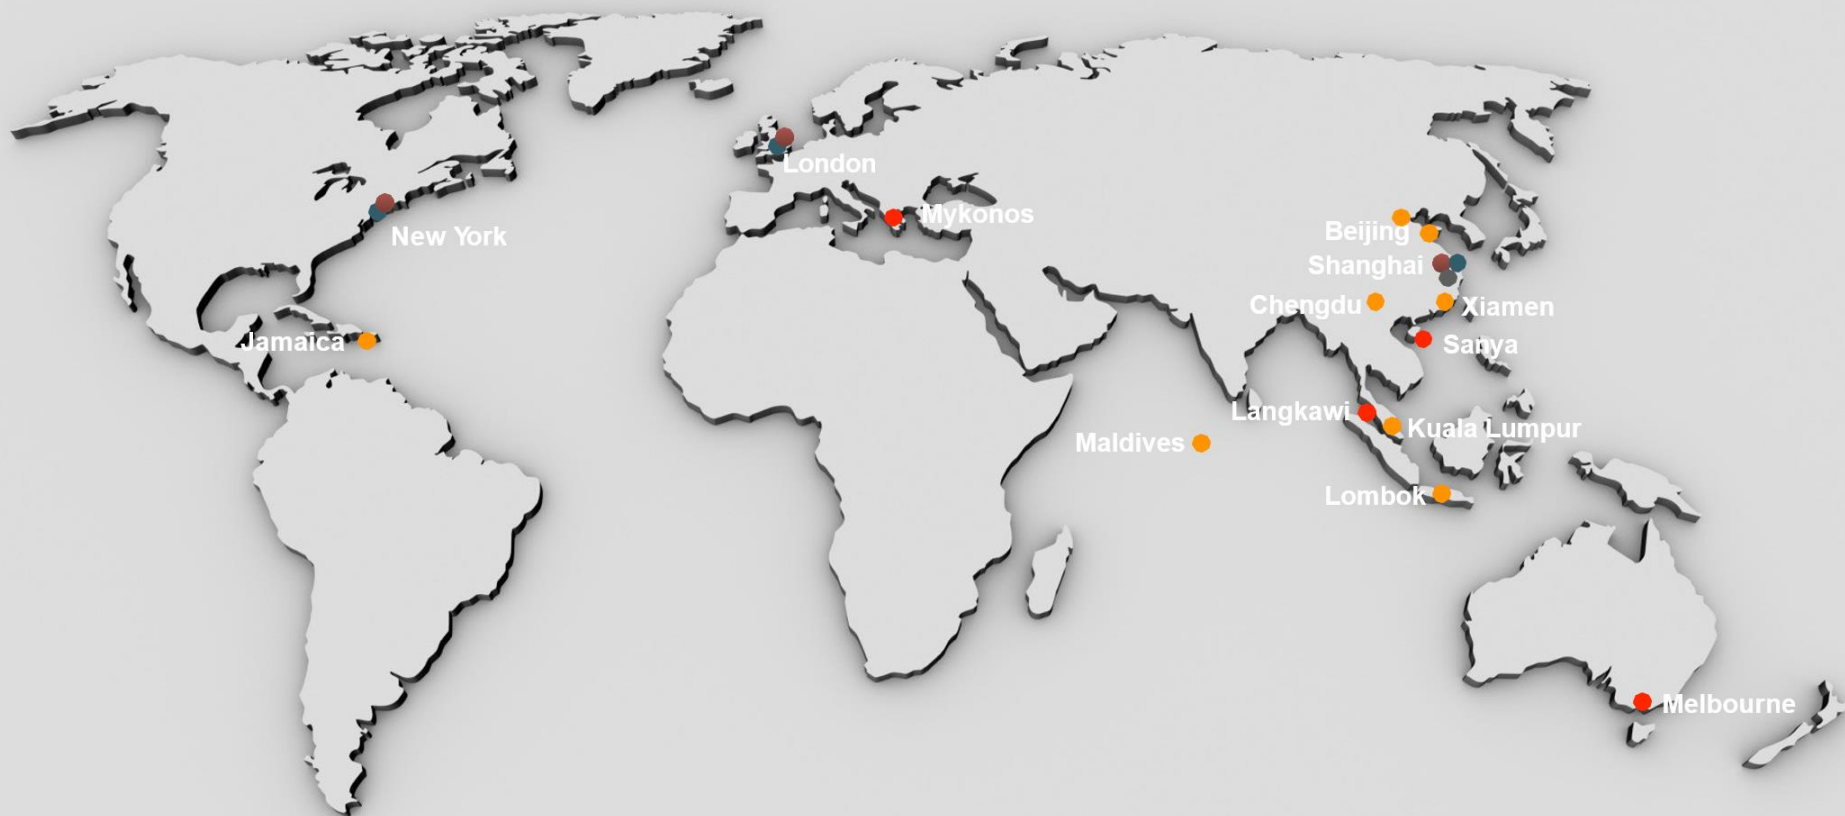 London
Mykonos
New York
Beijing
Shanghai
Chengdu
Xiamen
Jamaica
Sanya
Langkawi
Kuala Lumpur
Maldives
Lombok
Melbourne